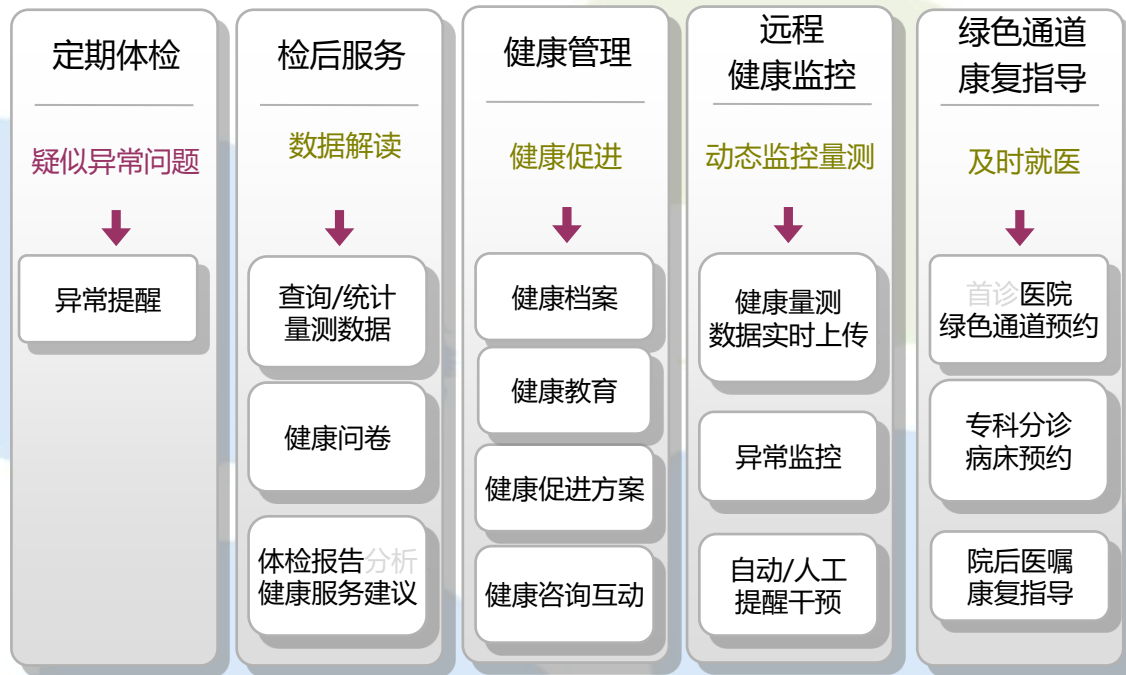 定期体检
疑似异常问题
异常提醒
检后服务
数据解读
查询/统计
量测数据
健康问卷
体检报告分析
健康服务建议
健康管理
健康促进
健康档案
健康教育
健康促进方案
健康咨询互动
远程
健康监控
动态监控量测
健康量测
数据实时上传
异常监控
自动/人工
提醒干预
绿色通道
康复指导
及时就医
首诊医院
绿色通道预约
专科分诊
病床预约
院后医嘱
康复指导